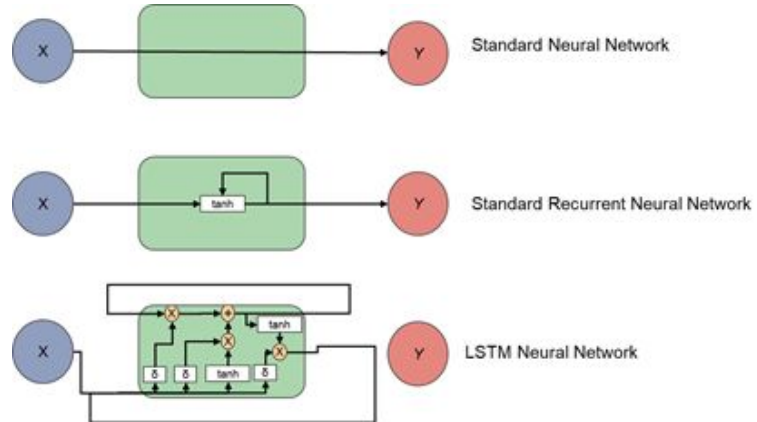 X
Y
Standard Neural Network
X
tanh
Y
Standard Recurrent Neural Network
X
X
+
tanh
X
X
δ
δ
tanh
δ
Y
LSTM Neural Network